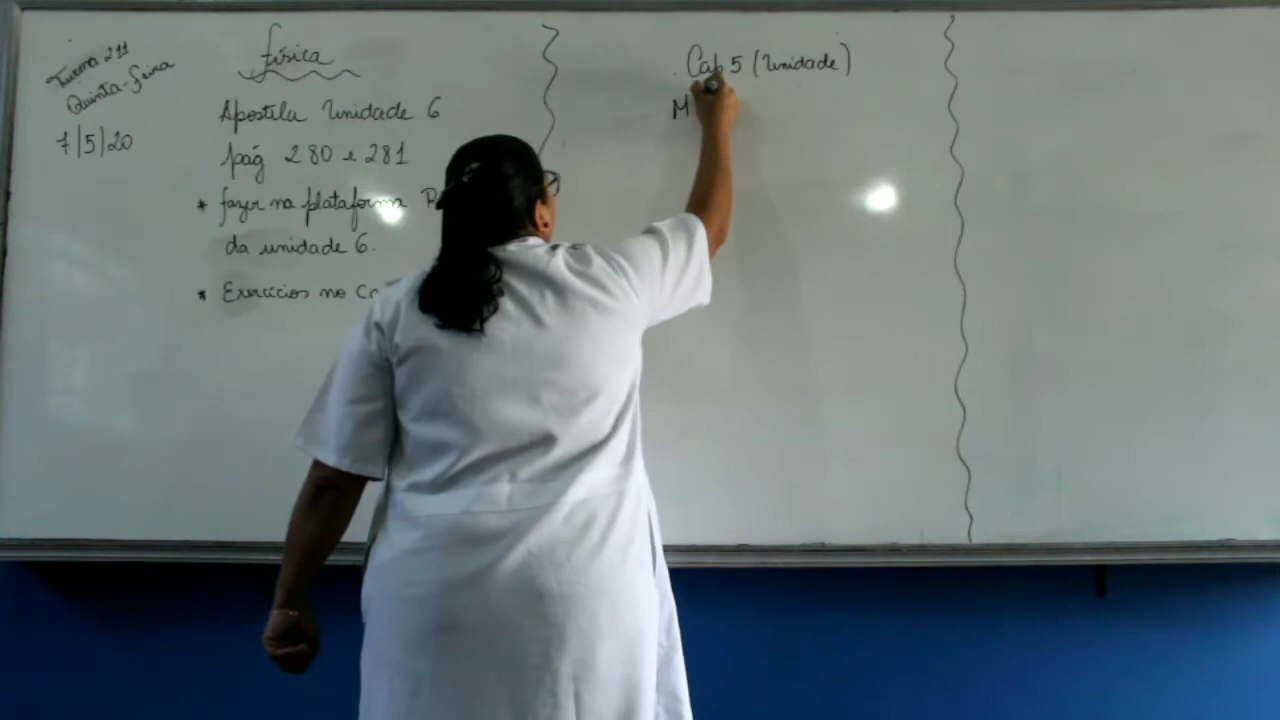 Turma 211
Quinta-feira
7/5/20
física
Apostila Unidade 6
pág 280 e 281
* fazer na plataforma
da unidade 6.
* Exercícios no
Cap 5 (Unidade)
M